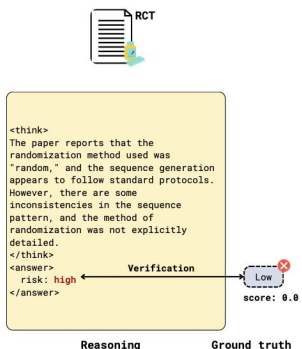 RCT
<think>
The paper reports that the
randomization method used was
"random," and the sequence generation
appears to follow standard protocols.
However, there are some
inconsistencies in the sequence
pattern, and the method of
randomization was not explicitly
detailed.
</think>
<answer>
risk: high
</answer>
Verification
Low
score: 0.0
Reasoning
Ground truth